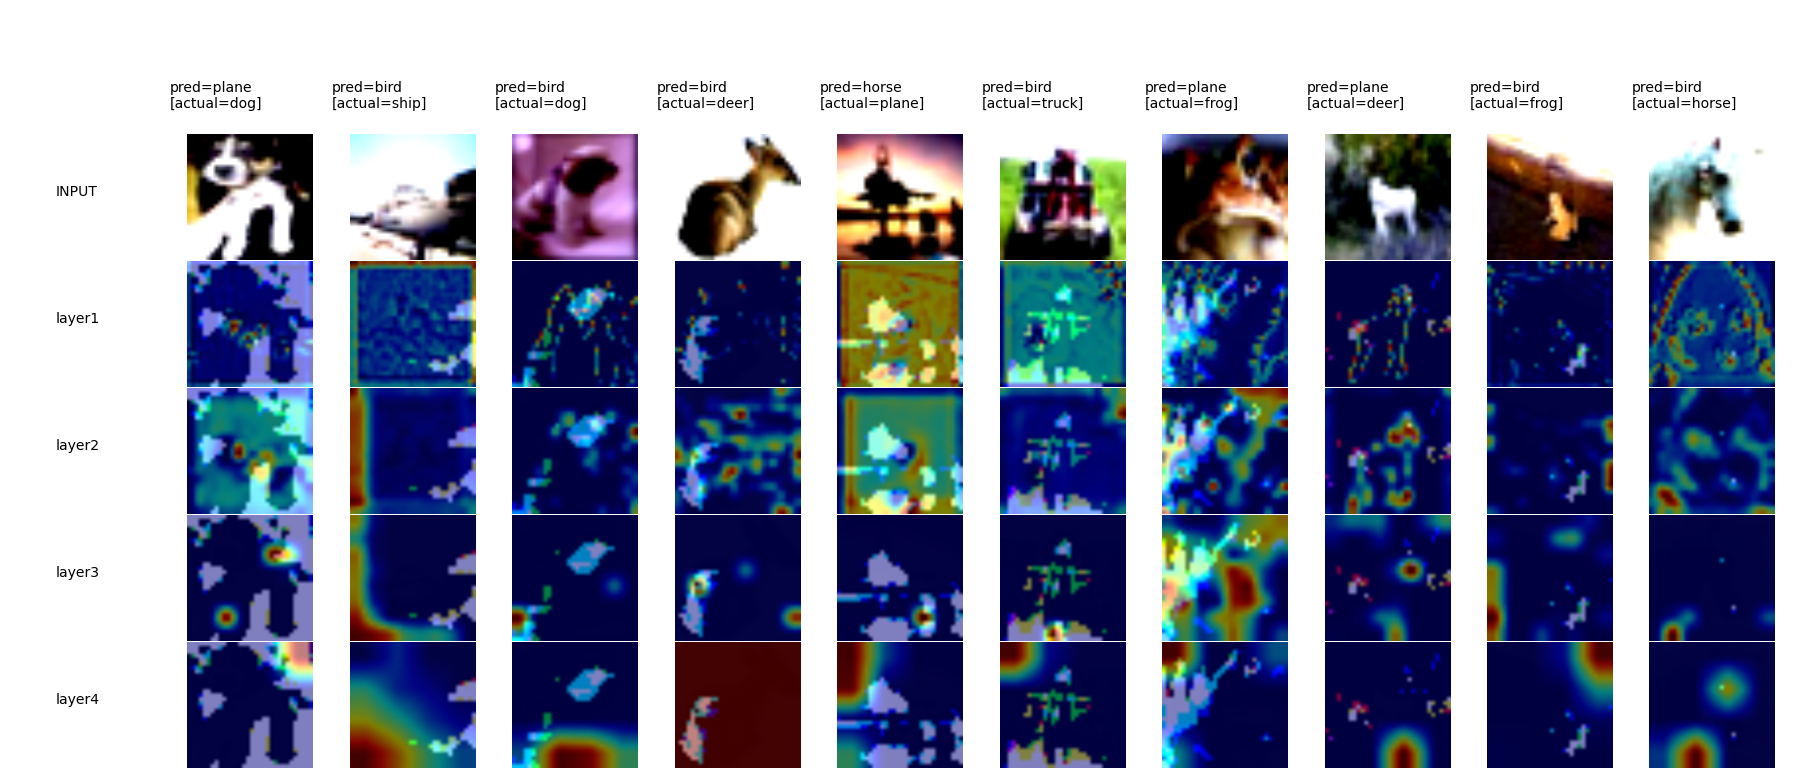 pred=plane
[actual=dog]
pred=bird
[actual=ship]
pred=bird
[actual=dog]
pred=bird
[actual=deer]
pred=horse
[actual=plane]
pred=bird
[actual=truck]
pred=plane
[actual=frog]
pred=plane
[actual=deer]
pred=bird
[actual=frog]
pred=bird
[actual=horse]
INPUT
layer1
layer2
layer3
layer4